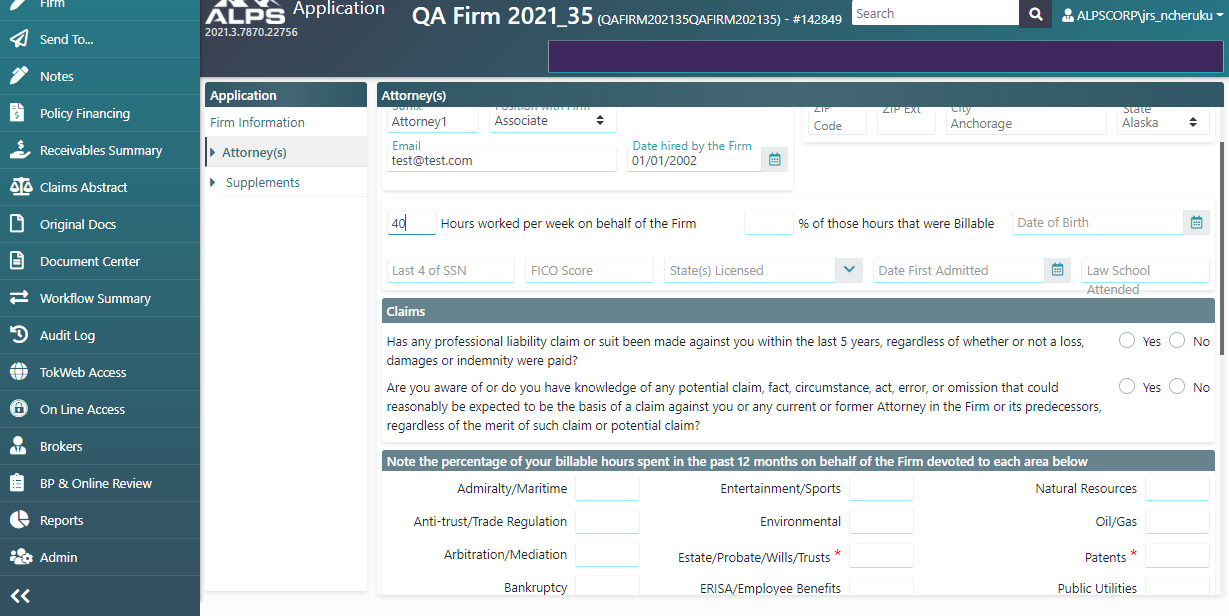 Firm
Send To...
Notes
Policy Financing
Receivables Summary
Claims Abstract
Original Docs
Document Center
Workflow Summary
Audit Log
TokWeb Access
On Line Access
Brokers
BP & Online Review
Reports
Admin
ALPS
2021.3.7870.22756
Application
QA Firm 2021_35 (QAFIRM202135QAFIRM202135) - #142849
Search
ALPSCORP\jrs_ncheruku
Application
Firm Information
Attorney(s)
Supplements
Attorney(s)
Suffix Position with Firm
Attorney1 Associate
ZIP Code ZIP Ext City State
Anchorage Alaska
Email Date hired by the Firm
test@test.com 01/01/2002
40 Hours worked per week on behalf of the Firm % of those hours that were Billable Date of Birth
Last 4 of SSN FICO Score State(s) Licensed Date First Admitted Law School
Attended
Claims
Has any professional liability claim or suit been made against you within the last 5 years, regardless of whether or not a loss, Yes No
damages or indemnity were paid?
Are you aware of or do you have knowledge of any potential claim, fact, circumstance, act, error, or omission that could Yes No
reasonably be expected to be the basis of a claim against you or any current or former Attorney in the Firm or its predecessors,
regardless of the merit of such claim or potential claim?
Note the percentage of your billable hours spent in the past 12 months on behalf of the Firm devoted to each area below
Admiralty/Maritime Entertainment/Sports Natural Resources
Anti-trust/Trade Regulation Environmental Oil/Gas
Arbitration/Mediation Estate/Probate/Wills/Trusts * Patents *
Bankruptcy ERISA/Employee Benefits Public Utilities